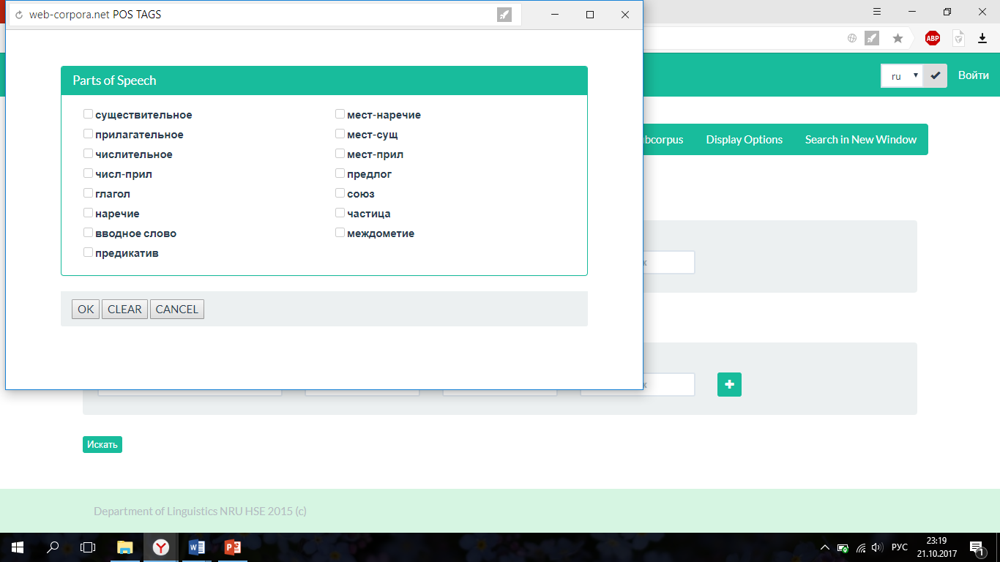 web-corpora.net POS TAGS
ABP
ru
Войти
Parts of Speech
существительное
прилагательное
числительное
числ-прил
глагол
наречие
вводное слово
предикатив
мест-наречие
мест-сущ
мест-прил
предлог
союз
частица
междометие
OK CLEAR CANCEL
Display Options
Search in New Window
Искать
Department of Linguistics NRU HSE 2015 (c)
РУС
23:19
21.10.2017
1